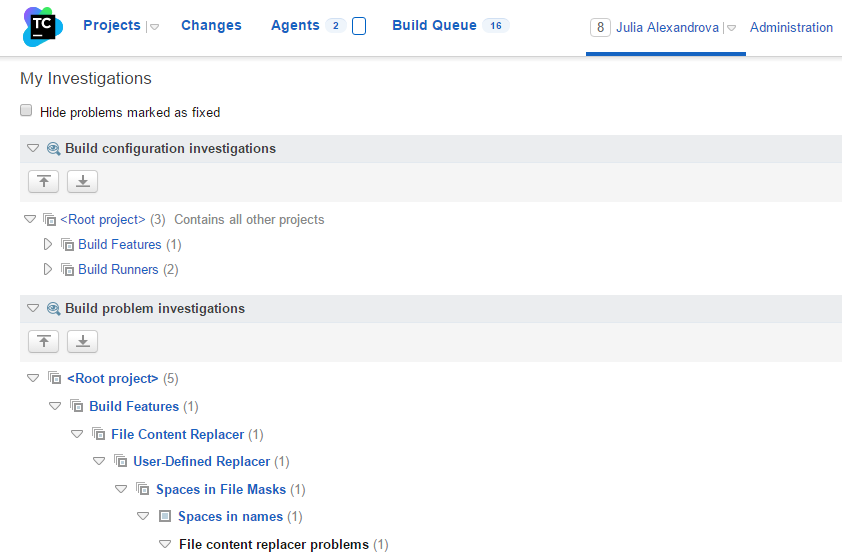 TC Projects Changes Agents 2 Build Queue 16 8 Julia Alexandrova Administration
My Investigations
Hide problems marked as fixed
Build configuration investigations
<Root project> (3) Contains all other projects
Build Features (1)
Build Runners (2)
Build problem investigations
<Root project> (5)
Build Features (1)
File Content Replacer (1)
User-Defined Replacer (1)
Spaces in File Masks (1)
Spaces in names (1)
File content replacer problems (1)